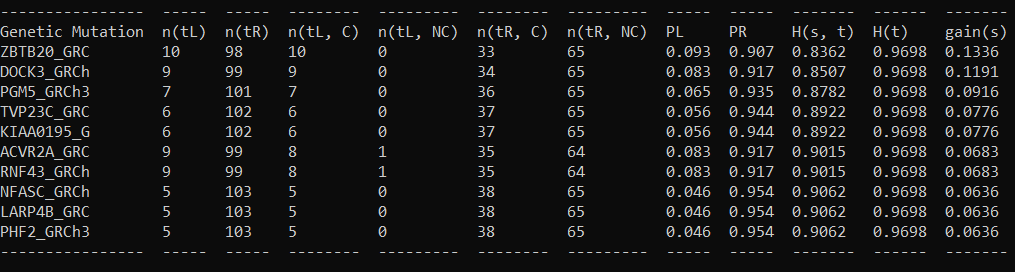 ---------------- ----- ----- -------- --------- -------- --------- ----- ----- ------- ------ -------
Genetic Mutation n(tL) n(tR) n(tL, C) n(tL, NC) n(tR, C) n(tR, NC) PL PR H(s, t) H(t) gain(s)
ZBTB20_GRC 10 98 10 0 33 65 0.093 0.907 0.8362 0.9698 0.1336
DOCK3_GRCh 9 99 9 0 34 65 0.083 0.917 0.8507 0.9698 0.1191
PGM5_GRCh3 7 101 7 0 36 65 0.065 0.935 0.8782 0.9698 0.0916
TVP23C_GRC 6 102 6 0 37 65 0.056 0.944 0.8922 0.9698 0.0776
KIAA0195_G 6 102 6 0 37 65 0.056 0.944 0.8922 0.9698 0.0776
ACVR2A_GRC 9 99 8 1 35 64 0.083 0.917 0.9015 0.9698 0.0683
RNF43_GRCh 9 99 8 1 35 64 0.083 0.917 0.9015 0.9698 0.0683
NFASC_GRCh 5 103 5 0 38 65 0.046 0.954 0.9062 0.9698 0.0636
LARP4B_GRC 5 103 5 0 38 65 0.046 0.954 0.9062 0.9698 0.0636
PHF2_GRCh3 5 103 5 0 38 65 0.046 0.954 0.9062 0.9698 0.0636
---------------- ----- ----- -------- --------- -------- --------- ----- ----- ------- ------ -------